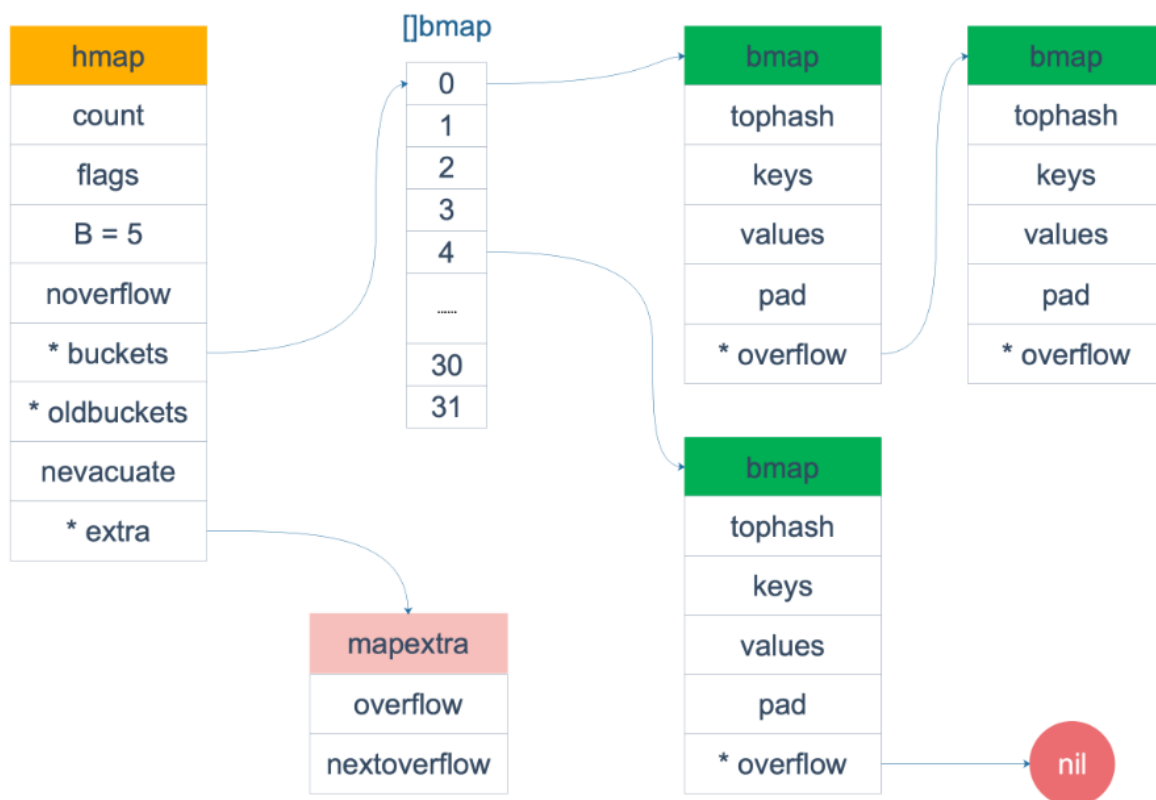 hmap
count
flags
B = 5
noverflow
* buckets
* oldbuckets
nevacuate
* extra
[]bmap
0
1
2
3
4
......
30
31
bmap
tophash
keys
values
pad
* overflow
bmap
tophash
keys
values
pad
* overflow
bmap
tophash
keys
values
pad
* overflow
nil
mapextra
overflow
nextoverflow